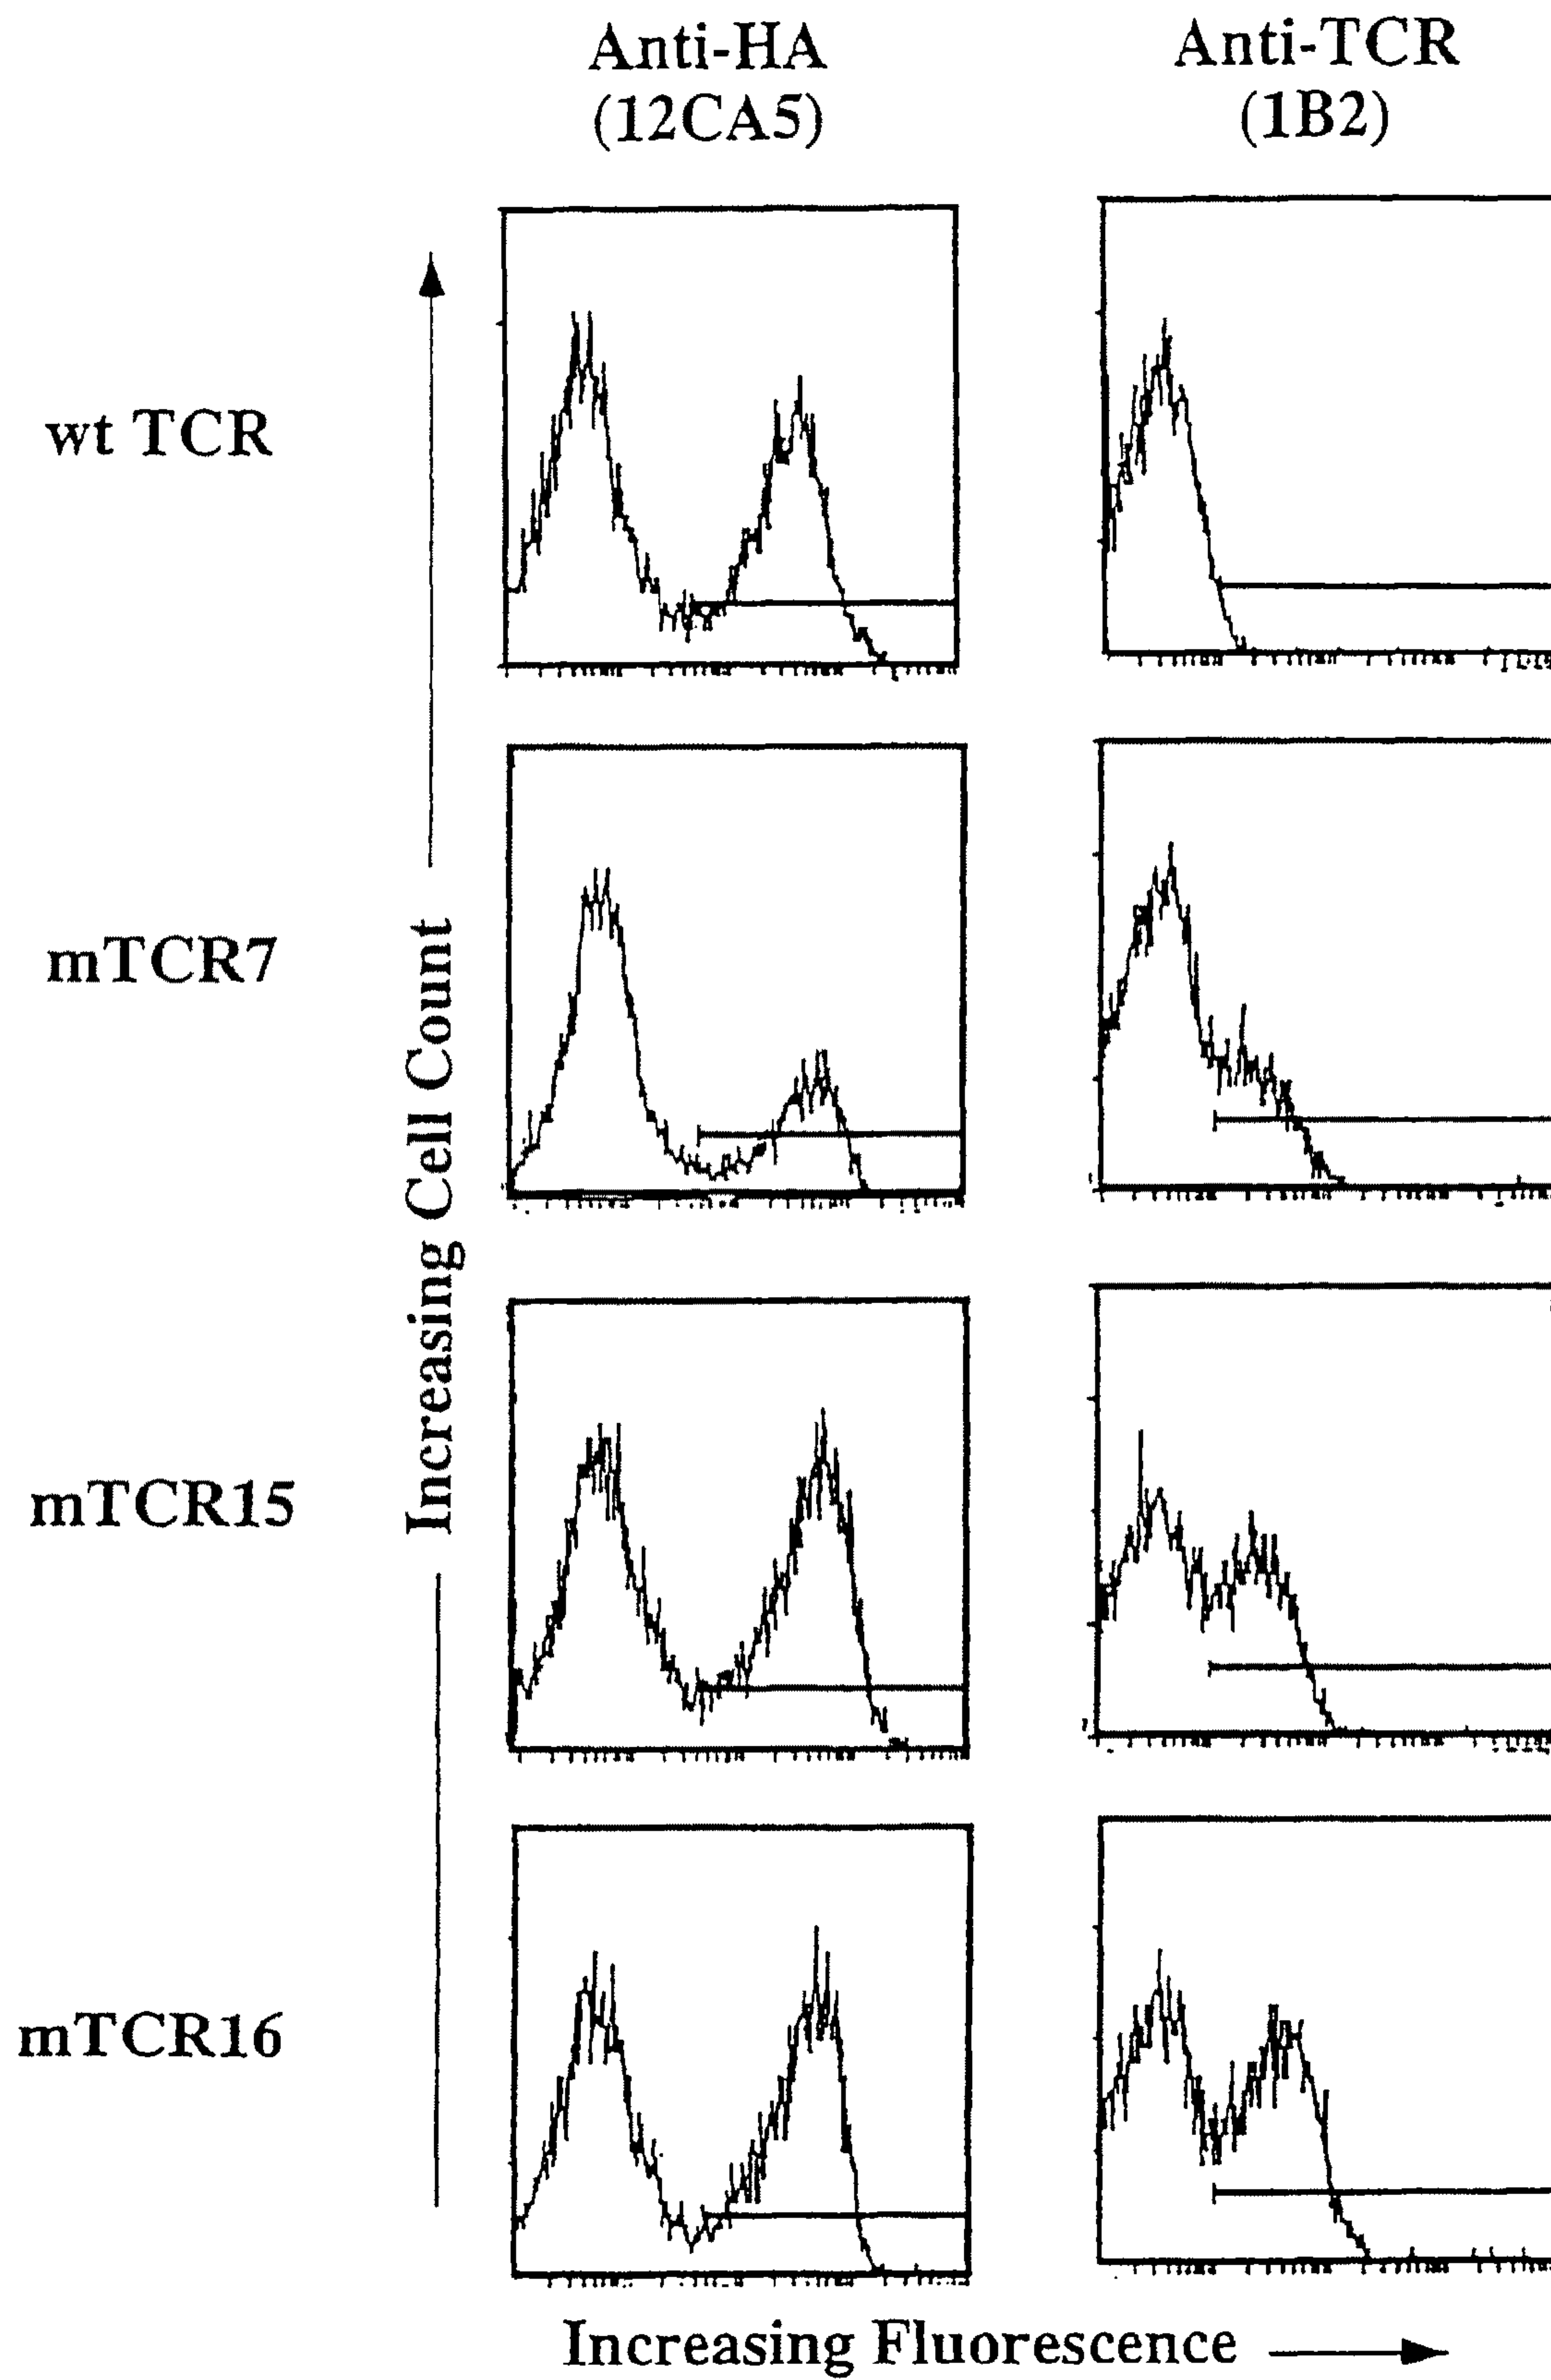 Anti-HA
(12CA5)
Anti-TCR
(1B2)
wt TCR
mTCR7
mTCR15
mTCR16
Increasing Cell Count
Increasing Fluorescence